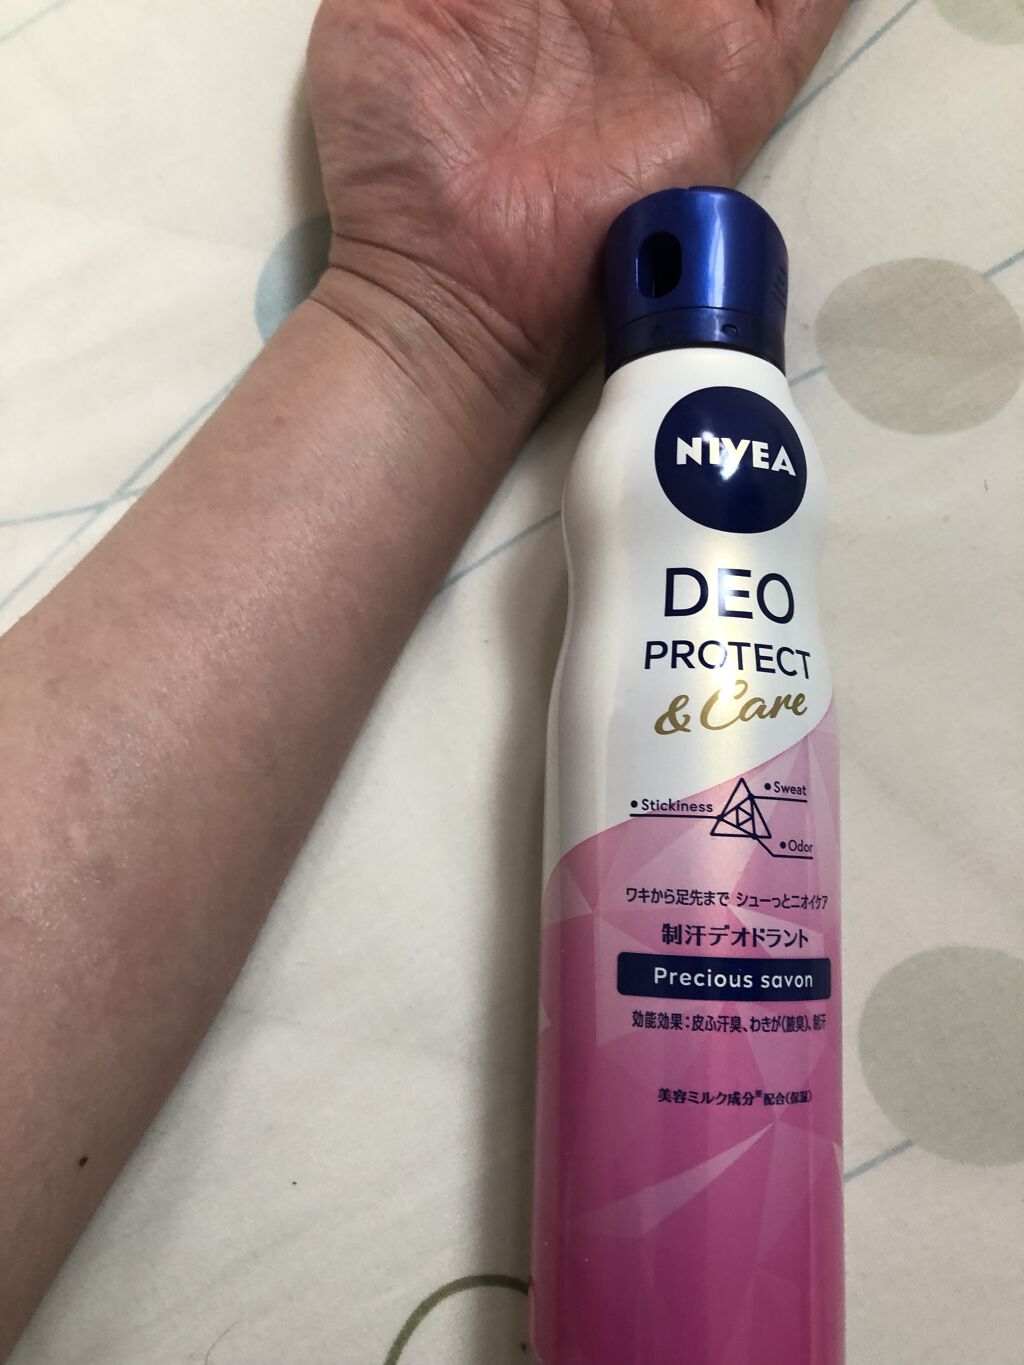 NIVEA
DEO
PROTECT
& Care
Sweat
Stickiness
Odor
ワキから足先まで シューっとニオイケア
制汗デオドラント
Precious savon
効能効果：皮ふ汗臭、わきが(腋臭)、制汗
美容ミルク成分※配合(保湿)